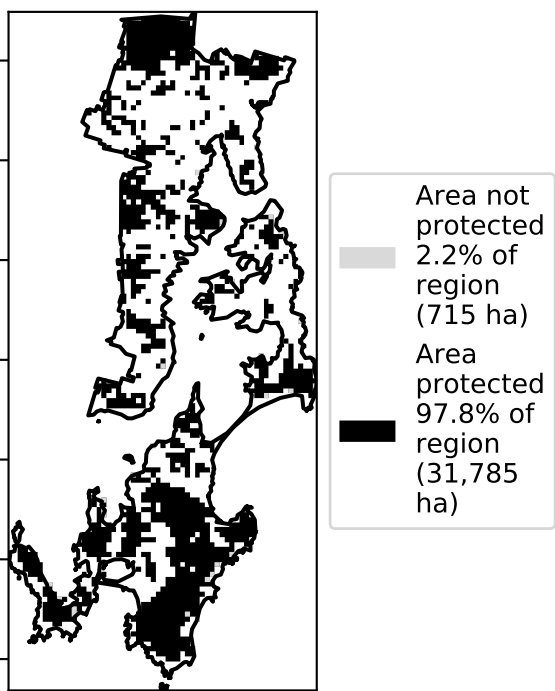 Area not
protected
2.2% of
region
(715 ha)
Area
protected
97.8% of
region
(31,785
ha)